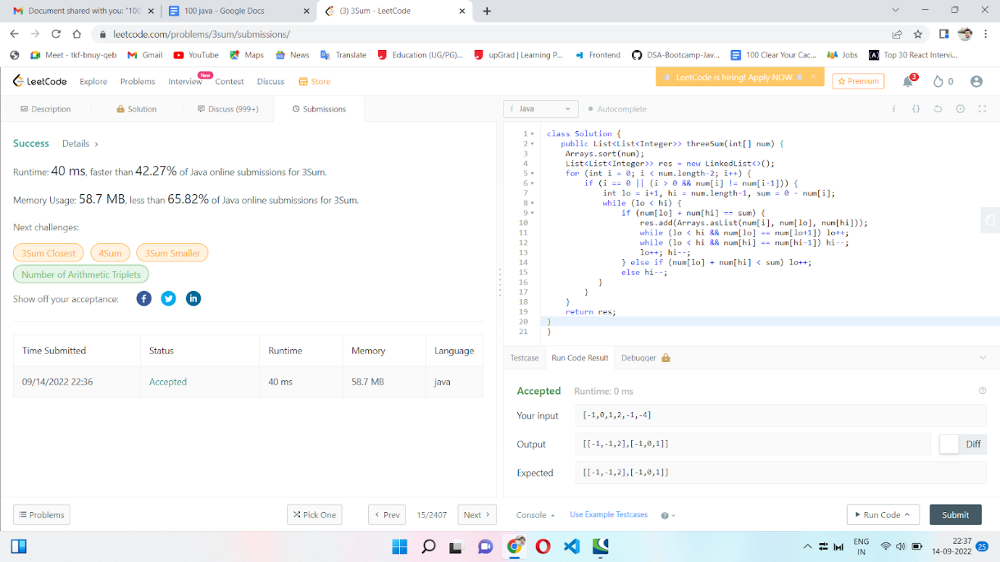 Document shared with you: "100
100 java - Google Docs
(3) 3Sum - LeetCode
leetcode.com/problems/3sum/submissions/
Meet - tkf-bnuy-qeb Gmail YouTube Maps News Translate Education (UG/PG)... upGrad | Learning P... Frontend DSA-Bootcamp-Jav... 100 Clear Your Cac... Jobs Top 30 React Intervi...
LeetCode Explore Problems Interview New Contest Discuss Store
LeetCode is hiring! Apply NOW.
Premium 3 0
Description Solution Discuss (999+) Submissions
i Java Autocomplete
Success Details >
Runtime: 40 ms, faster than 42.27% of Java online submissions for 3Sum.
Memory Usage: 58.7 MB, less than 65.82% of Java online submissions for 3Sum.
Next challenges:
3Sum Closest 4Sum 3Sum Smaller
Number of Arithmetic Triplets
Show off your acceptance:
Time Submitted Status Runtime Memory Language
09/14/2022 22:36 Accepted 40 ms 58.7 MB java
Problems Pick One < Prev 15/2407 Next >
1 class Solution {
2 public List<List<Integer>> threeSum(int[] num) {
3 Arrays.sort(num);
4 List<List<Integer>> res = new LinkedList<>();
5 for (int i = 0; i < num.length-2; i++) {
6 if (i == 0 || (i > 0 && num[i] != num[i-1])) {
7 int lo = i+1, hi = num.length-1, sum = 0 - num[i];
8 while (lo < hi) {
9 if (num[lo] + num[hi] == sum) {
10 res.add(Arrays.asList(num[i], num[lo], num[hi]));
11 while (lo < hi && num[lo] == num[lo+1]) lo++;
12 while (lo < hi && num[hi] == num[hi-1]) hi--;
13 lo++; hi--;
14 } else if (num[lo] + num[hi] < sum) lo++;
15 else hi--;
16 }
17 }
18 }
19 return res;
20 }
21 }
Testcase Run Code Result Debugger
Accepted Runtime: 0 ms
Your input [-1,0,1,2,-1,-4]
Output [[-1,-1,2],[-1,0,1]] Diff
Expected [[-1,-1,2],[-1,0,1]]
Console Use Example Testcases Run Code Submit
ENG
IN
22:37
14-09-2022
25